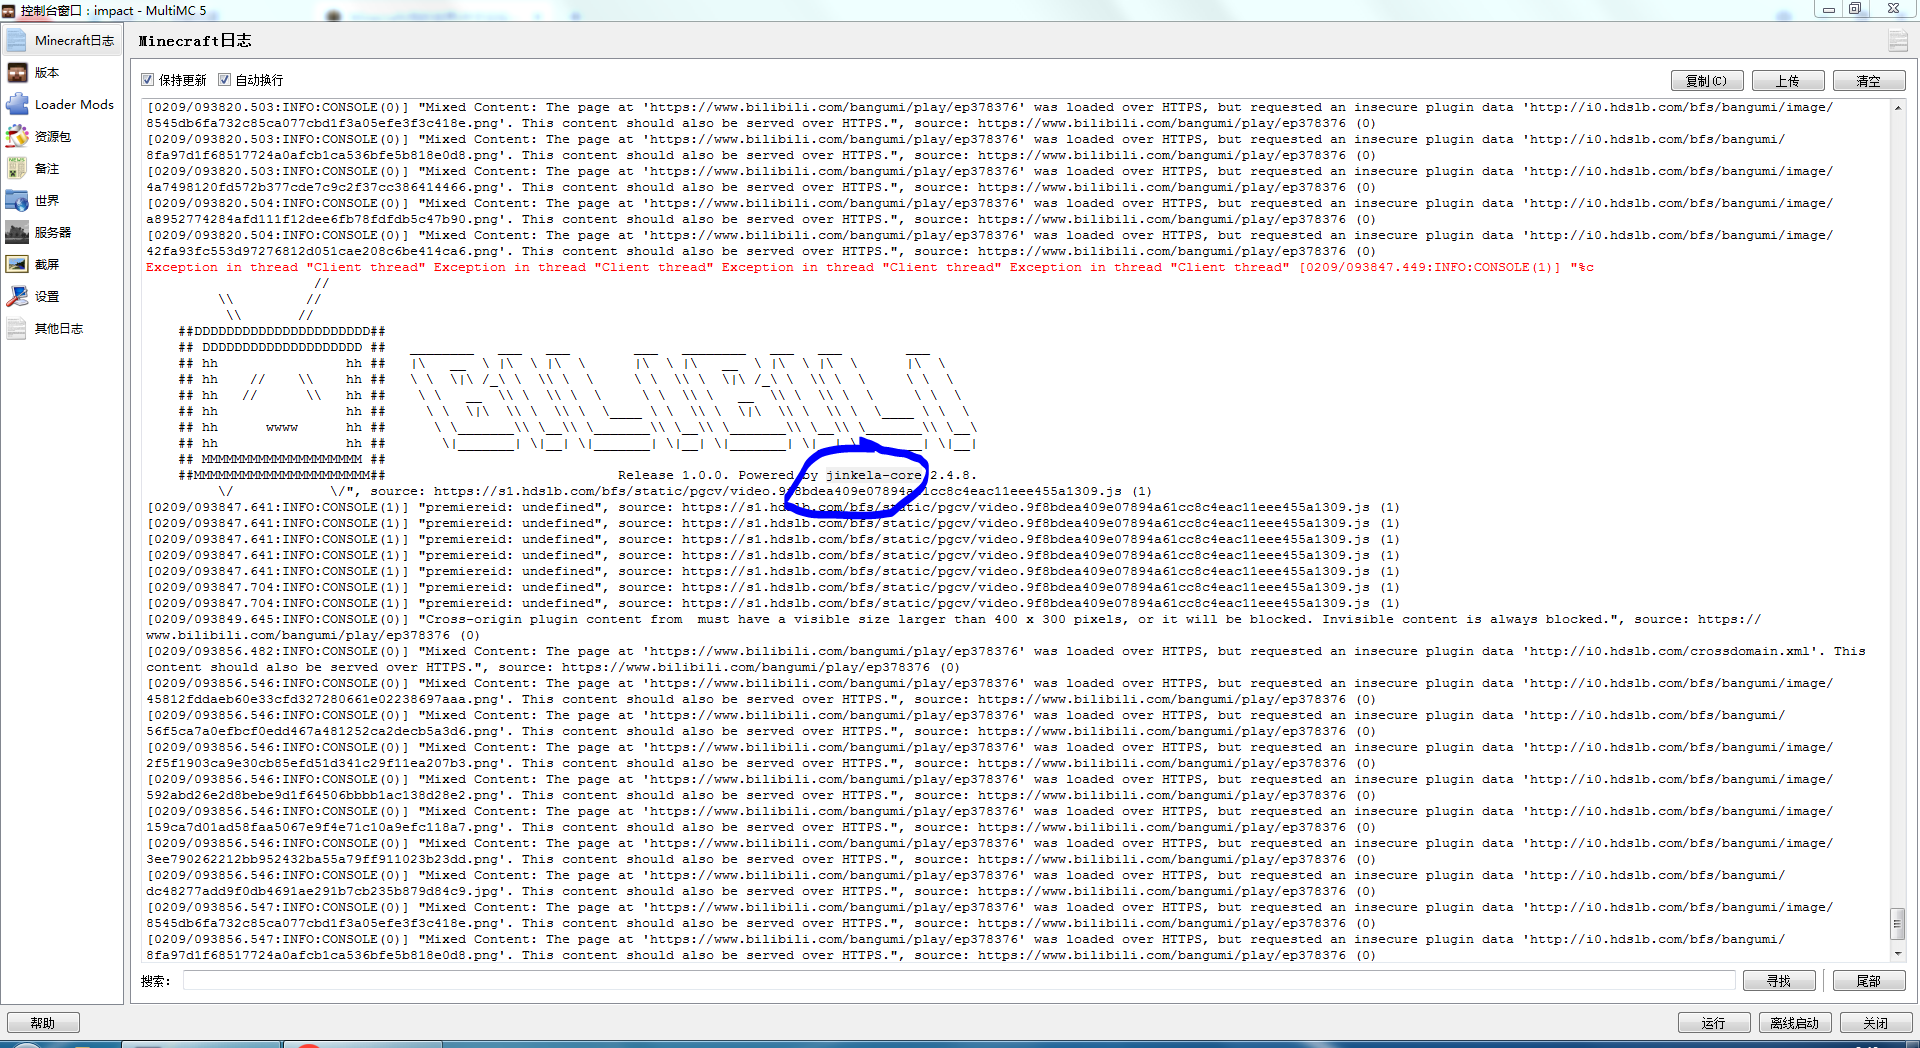 控制台窗口：impact - MultiMC 5
Minecraft日志
版本
Loader Mods
资源包
备注
世界
服务器
截屏
设置
其他日志
Minecraft日志
保持更新 自动换行 复制(C) 上传 清空
[0209/093820.503:INFO:CONSOLE(0)] "Mixed Content: The page at 'https://www.bilibili.com/bangumi/play/ep378376' was loaded over HTTPS, but requested an insecure plugin data 'http://i0.hdslb.com/bfs/bangumi/image/
8545db6fa732c85ca077cbd1f3a05efe3f3c418e.png'. This content should also be served over HTTPS.", source: https://www.bilibili.com/bangumi/play/ep378376 (0)
[0209/093820.503:INFO:CONSOLE(0)] "Mixed Content: The page at 'https://www.bilibili.com/bangumi/play/ep378376' was loaded over HTTPS, but requested an insecure plugin data 'http://i0.hdslb.com/bfs/bangumi/
8fa97d1f68517724a0afcb1ca536bfe5b818e0d8.png'. This content should also be served over HTTPS.", source: https://www.bilibili.com/bangumi/play/ep378376 (0)
[0209/093820.503:INFO:CONSOLE(0)] "Mixed Content: The page at 'https://www.bilibili.com/bangumi/play/ep378376' was loaded over HTTPS, but requested an insecure plugin data 'http://i0.hdslb.com/bfs/bangumi/image/
4a7498120fd572b377cde7c9c2f37cc386414466.png'. This content should also be served over HTTPS.", source: https://www.bilibili.com/bangumi/play/ep378376 (0)
[0209/093820.504:INFO:CONSOLE(0)] "Mixed Content: The page at 'https://www.bilibili.com/bangumi/play/ep378376' was loaded over HTTPS, but requested an insecure plugin data 'http://i0.hdslb.com/bfs/bangumi/image/
a8952774284afd111f12dee6fb78fdfdb5c47b90.png'. This content should also be served over HTTPS.", source: https://www.bilibili.com/bangumi/play/ep378376 (0)
[0209/093820.504:INFO:CONSOLE(0)] "Mixed Content: The page at 'https://www.bilibili.com/bangumi/play/ep378376' was loaded over HTTPS, but requested an insecure plugin data 'http://i0.hdslb.com/bfs/bangumi/image/
42fa93fc553d97276812d051cae208c6be414ca6.png'. This content should also be served over HTTPS.", source: https://www.bilibili.com/bangumi/play/ep378376 (0)
Exception in thread "Client thread" Exception in thread "Client thread" Exception in thread "Client thread" Exception in thread "Client thread" [0209/093847.449:INFO:CONSOLE(1)] "%c
//
\\ //
\\ //
##DDDDDDDDDDDDDDDDDDDDDD##
## DDDDDDDDDDDDDDDDDDDD ##
## hh hh ##
## hh // \\ hh ##
## hh // \\ hh ##
## hh hh ##
## hh wwww hh ##
## hh hh ##
## MMMMMMMMMMMMMMMMMMMM ##
##MMMMMMMMMMMMMMMMMMMMMM## Release 1.0.0. Powered by jinkela-core 2.4.8.
\/ \/", source: https://s1.hdslb.com/bfs/static/pgcv/video.9f8bdea409e07894a61cc8c4eac11eee455a1309.js (1)
[0209/093847.641:INFO:CONSOLE(1)] "premiereid: undefined", source: https://s1.hdslb.com/bfs/static/pgcv/video.9f8bdea409e07894a61cc8c4eac11eee455a1309.js (1)
[0209/093847.641:INFO:CONSOLE(1)] "premiereid: undefined", source: https://s1.hdslb.com/bfs/static/pgcv/video.9f8bdea409e07894a61cc8c4eac11eee455a1309.js (1)
[0209/093847.641:INFO:CONSOLE(1)] "premiereid: undefined", source: https://s1.hdslb.com/bfs/static/pgcv/video.9f8bdea409e07894a61cc8c4eac11eee455a1309.js (1)
[0209/093847.641:INFO:CONSOLE(1)] "premiereid: undefined", source: https://s1.hdslb.com/bfs/static/pgcv/video.9f8bdea409e07894a61cc8c4eac11eee455a1309.js (1)
[0209/093847.641:INFO:CONSOLE(1)] "premiereid: undefined", source: https://s1.hdslb.com/bfs/static/pgcv/video.9f8bdea409e07894a61cc8c4eac11eee455a1309.js (1)
[0209/093847.704:INFO:CONSOLE(1)] "premiereid: undefined", source: https://s1.hdslb.com/bfs/static/pgcv/video.9f8bdea409e07894a61cc8c4eac11eee455a1309.js (1)
[0209/093847.704:INFO:CONSOLE(1)] "premiereid: undefined", source: https://s1.hdslb.com/bfs/static/pgcv/video.9f8bdea409e07894a61cc8c4eac11eee455a1309.js (1)
[0209/093849.645:INFO:CONSOLE(0)] "Cross-origin plugin content from  must have a visible size larger than 400 x 300 pixels, or it will be blocked. Invisible content is always blocked.", source: https://
www.bilibili.com/bangumi/play/ep378376 (0)
[0209/093856.482:INFO:CONSOLE(0)] "Mixed Content: The page at 'https://www.bilibili.com/bangumi/play/ep378376' was loaded over HTTPS, but requested an insecure plugin data 'http://i0.hdslb.com/crossdomain.xml'. This
content should also be served over HTTPS.", source: https://www.bilibili.com/bangumi/play/ep378376 (0)
[0209/093856.546:INFO:CONSOLE(0)] "Mixed Content: The page at 'https://www.bilibili.com/bangumi/play/ep378376' was loaded over HTTPS, but requested an insecure plugin data 'http://i0.hdslb.com/bfs/bangumi/image/
45812fddaeb60e33cfd327280661e02238697aaa.png'. This content should also be served over HTTPS.", source: https://www.bilibili.com/bangumi/play/ep378376 (0)
[0209/093856.546:INFO:CONSOLE(0)] "Mixed Content: The page at 'https://www.bilibili.com/bangumi/play/ep378376' was loaded over HTTPS, but requested an insecure plugin data 'http://i0.hdslb.com/bfs/bangumi/
56f5ca7a0efbcf0edd467a481252ca2decb5a3d6.png'. This content should also be served over HTTPS.", source: https://www.bilibili.com/bangumi/play/ep378376 (0)
[0209/093856.546:INFO:CONSOLE(0)] "Mixed Content: The page at 'https://www.bilibili.com/bangumi/play/ep378376' was loaded over HTTPS, but requested an insecure plugin data 'http://i0.hdslb.com/bfs/bangumi/image/
2f5f1903ca9e30cb85efd51d341c29f11ea207b3.png'. This content should also be served over HTTPS.", source: https://www.bilibili.com/bangumi/play/ep378376 (0)
[0209/093856.546:INFO:CONSOLE(0)] "Mixed Content: The page at 'https://www.bilibili.com/bangumi/play/ep378376' was loaded over HTTPS, but requested an insecure plugin data 'http://i0.hdslb.com/bfs/bangumi/image/
592abd26e2d8bebe9d1f64506bbbb1ac138d28e2.png'. This content should also be served over HTTPS.", source: https://www.bilibili.com/bangumi/play/ep378376 (0)
[0209/093856.546:INFO:CONSOLE(0)] "Mixed Content: The page at 'https://www.bilibili.com/bangumi/play/ep378376' was loaded over HTTPS, but requested an insecure plugin data 'http://i0.hdslb.com/bfs/bangumi/image/
159ca7d01ad58faa5067e9f4e71c10a9efc118a7.png'. This content should also be served over HTTPS.", source: https://www.bilibili.com/bangumi/play/ep378376 (0)
[0209/093856.546:INFO:CONSOLE(0)] "Mixed Content: The page at 'https://www.bilibili.com/bangumi/play/ep378376' was loaded over HTTPS, but requested an insecure plugin data 'http://i0.hdslb.com/bfs/bangumi/image/
3ee790262212bb952432ba55a79ff911023b23dd.png'. This content should also be served over HTTPS.", source: https://www.bilibili.com/bangumi/play/ep378376 (0)
[0209/093856.546:INFO:CONSOLE(0)] "Mixed Content: The page at 'https://www.bilibili.com/bangumi/play/ep378376' was loaded over HTTPS, but requested an insecure plugin data 'http://i0.hdslb.com/bfs/bangumi/
dc48277add9f0db4691ae291b7cb235b879d84c9.jpg'. This content should also be served over HTTPS.", source: https://www.bilibili.com/bangumi/play/ep378376 (0)
[0209/093856.547:INFO:CONSOLE(0)] "Mixed Content: The page at 'https://www.bilibili.com/bangumi/play/ep378376' was loaded over HTTPS, but requested an insecure plugin data 'http://i0.hdslb.com/bfs/bangumi/image/
8545db6fa732c85ca077cbd1f3a05efe3f3c418e.png'. This content should also be served over HTTPS.", source: https://www.bilibili.com/bangumi/play/ep378376 (0)
[0209/093856.547:INFO:CONSOLE(0)] "Mixed Content: The page at 'https://www.bilibili.com/bangumi/play/ep378376' was loaded over HTTPS, but requested an insecure plugin data 'http://i0.hdslb.com/bfs/bangumi/
8fa97d1f68517724a0afcb1ca536bfe5b818e0d8.png'. This content should also be served over HTTPS.", source: https://www.bilibili.com/bangumi/play/ep378376 (0)
搜索： 寻找 尾部
帮助 运行 离线启动 关闭